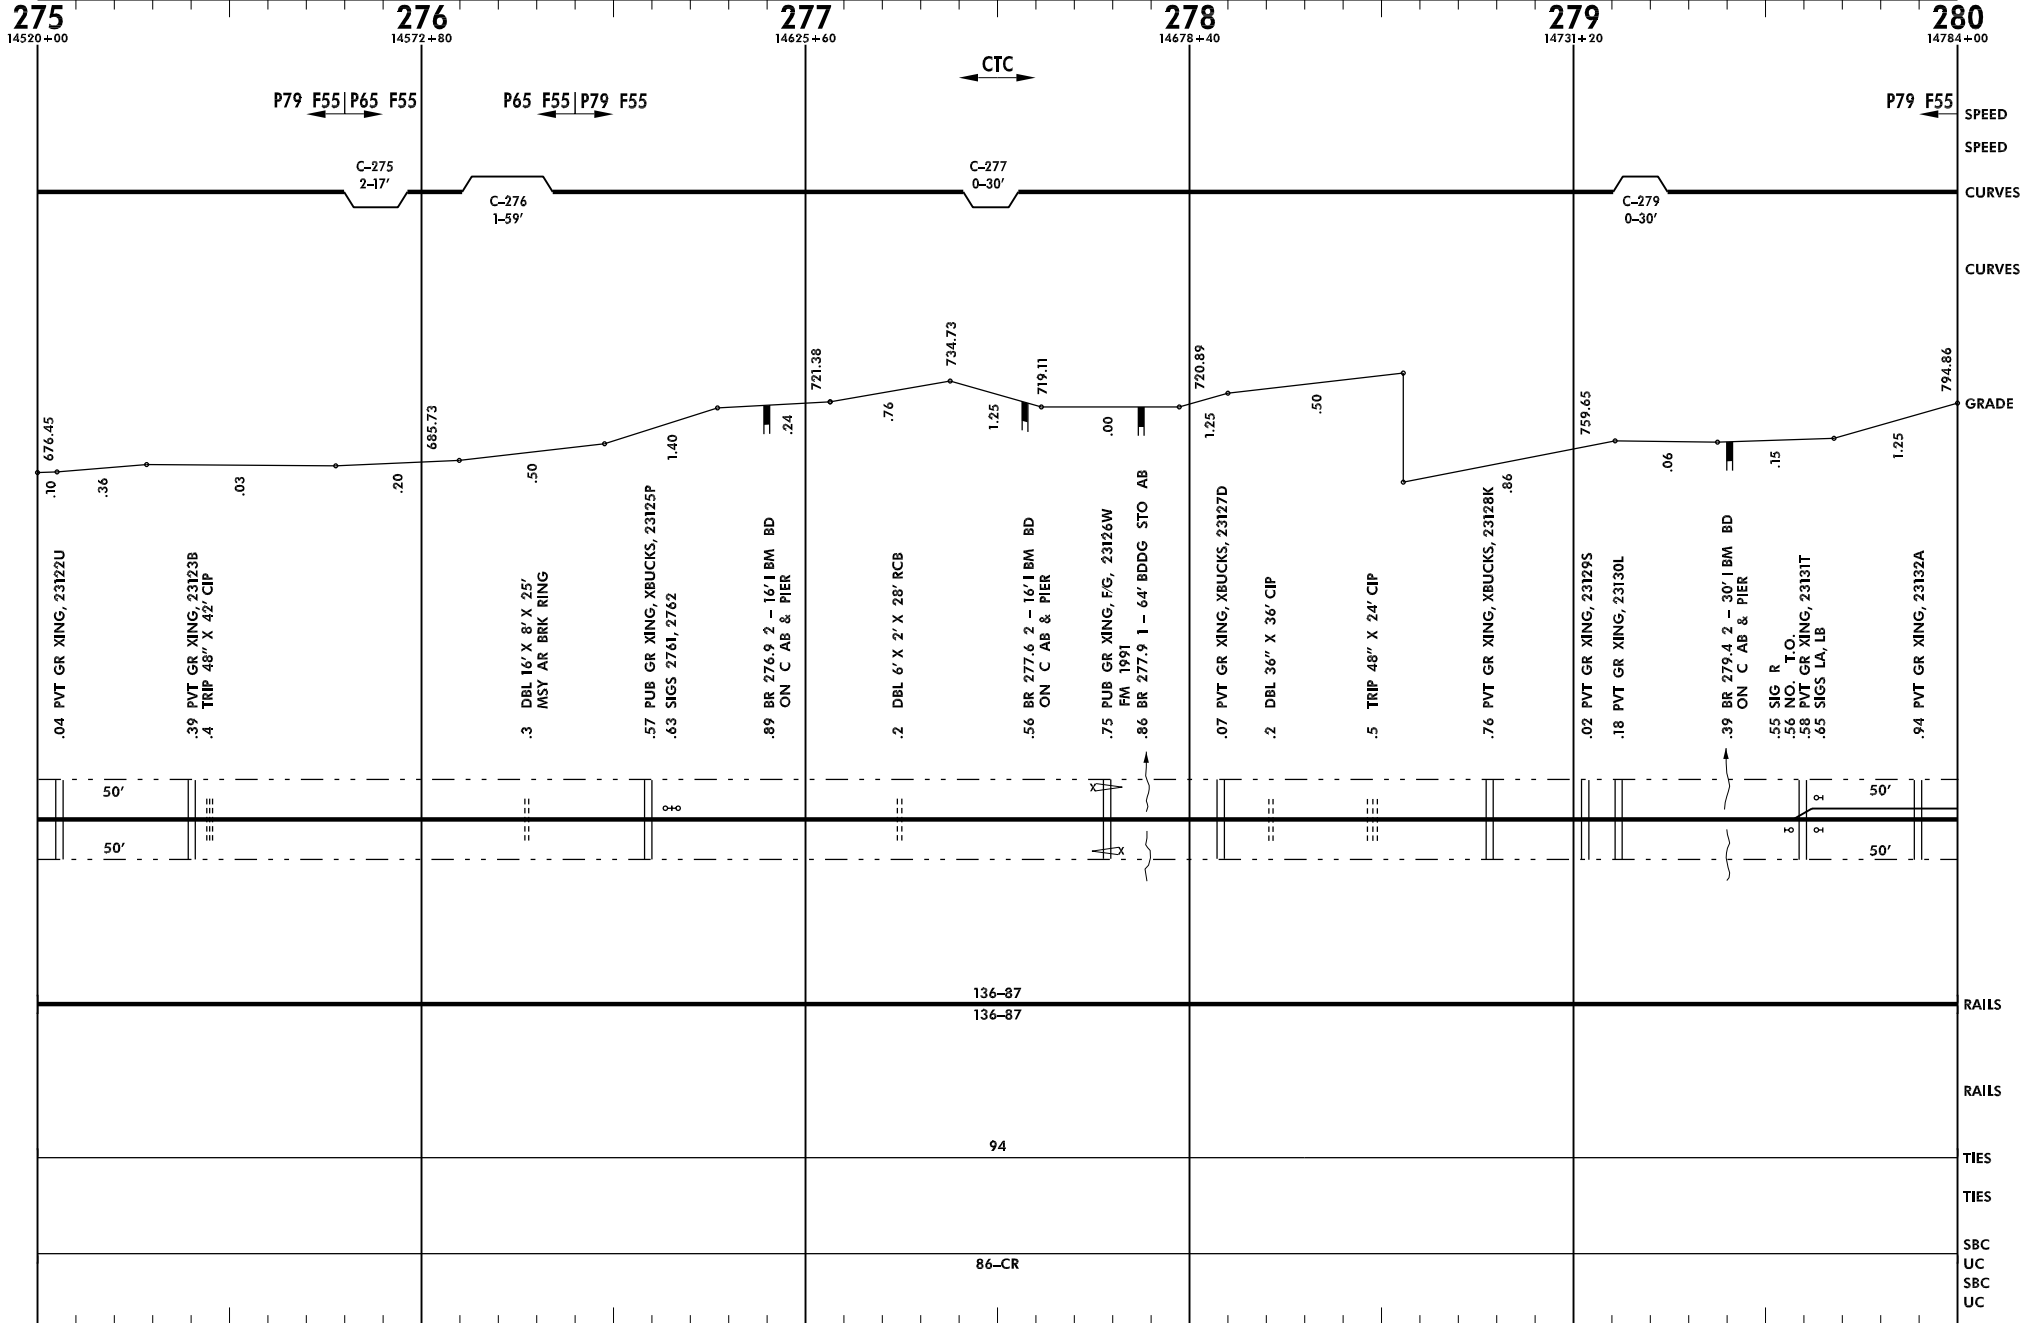 275 276 277 278 279 280
14520+00 14572+80 14625+60 14678+40 14731+20 14784+00
CTC
P79 F55 P65 F55 P65 F55 P79 F55 P79 F55 SPEED
SPEED
C-275
2-17'
C-276
1-59'
C-277
0-30'
C-279
0-30'
CURVES
CURVES
676.45
685.73
721.38
734.73
719.11
720.89
759.65
794.86
GRADE
.10
.36
.03
.20
.50
1.40
.24
.76
1.25
.00
1.25
.50
.86
.06
.15
1.25
.04 PVT GR XING, 23122U
.39 PVT GR XING, 23123B
.4 TRIP 48" X 42' CIP
.3 DBL 16' X 8' X 25'
MSY AR BRK RING
.57 PUB GR XING, XBUCKS, 23125P
.63 SIGS 2761, 2762
.89 BR 276.9 2 - 16' I BM BD
ON C AB & PIER
.2 DBL 6' X 2' X 28' RCB
.56 BR 277.6 2 - 16' I BM BD
ON C AB & PIER
.75 PUB GR XING, F/G, 23126W
FM 1991
.86 BR 277.9 1 - 64' BDDG STO AB
.07 PVT GR XING, XBUCKS, 23127D
.2 DBL 36" X 36' CIP
.5 TRIP 48" X 24' CIP
.76 PVT GR XING, XBUCKS, 23128K
.02 PVT GR XING, 23129S
.18 PVT GR XING, 23130L
.39 BR 279.4 2 - 30' I BM BD
ON C AB & PIER
.55 SIG R
.56 NO. T.O.
.58 PVT GR XING, 23131T
.65 SIGS LA, LB
.94 PVT GR XING, 23132A
50' 50'
X
50' X 50'
136-87
RAILS
136-87
RAILS
94
TIES
TIES
SBC
86-CR UC
SBC
UC